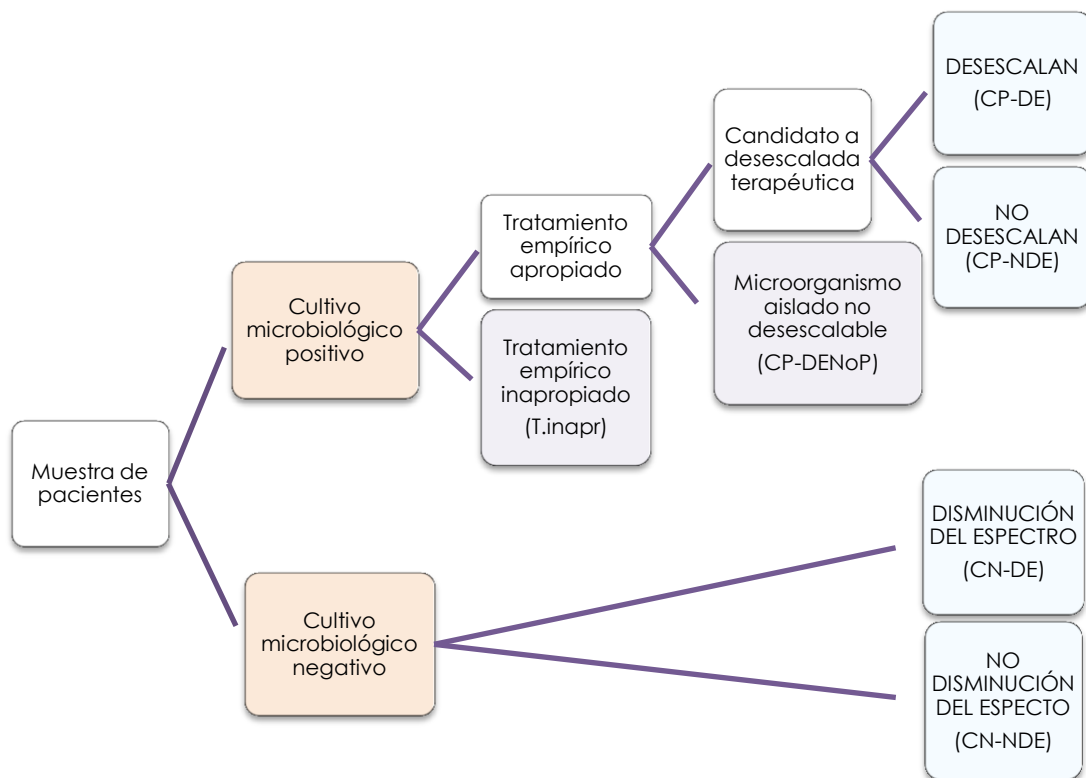 Muestra de
pacientes
Cultivo
microbiológico
positivo
Tratamiento
empírico
apropiado
Candidato a
desescalada
terapéutica
DESESCALAN
(CP-DE)
NO
DESESCALAN
(CP-NDE)
Microorganismo
aislado no
desescalable
(CP-DENoP)
Tratamiento
empírico
inapropiado
(T.inapr)
Cultivo
microbiológico
negativo
DISMINUCIÓN
DEL ESPECTRO
(CN-DE)
NO
DISMINUCIÓN
DEL ESPECTO
(CN-NDE)